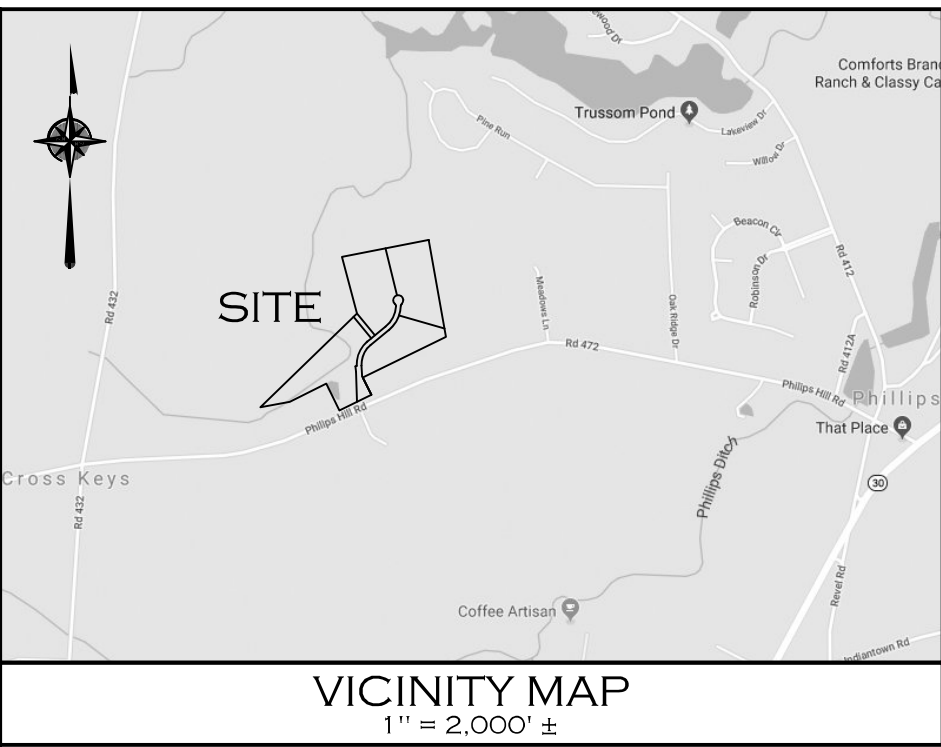 Comforts Bran
Ranch & Classy Ca
Trussom Pond
Lakeview Dr
Pine Run
Willow Dr
Beacon Cir
Robinson Dr
Rd 412
Rd 432
SITE
Meadows Ln
Oak Ridge Dr
Rd 472
Rd 412A
Phillips Hill Rd
Phillips
Phillips Hill Rd
That Place
Phillips Ditch
Cross Keys
Rd 432
30
Revel Rd
Coffee Artisan
Indiantown Rd
VICINITY MAP
1" = 2,000' ±